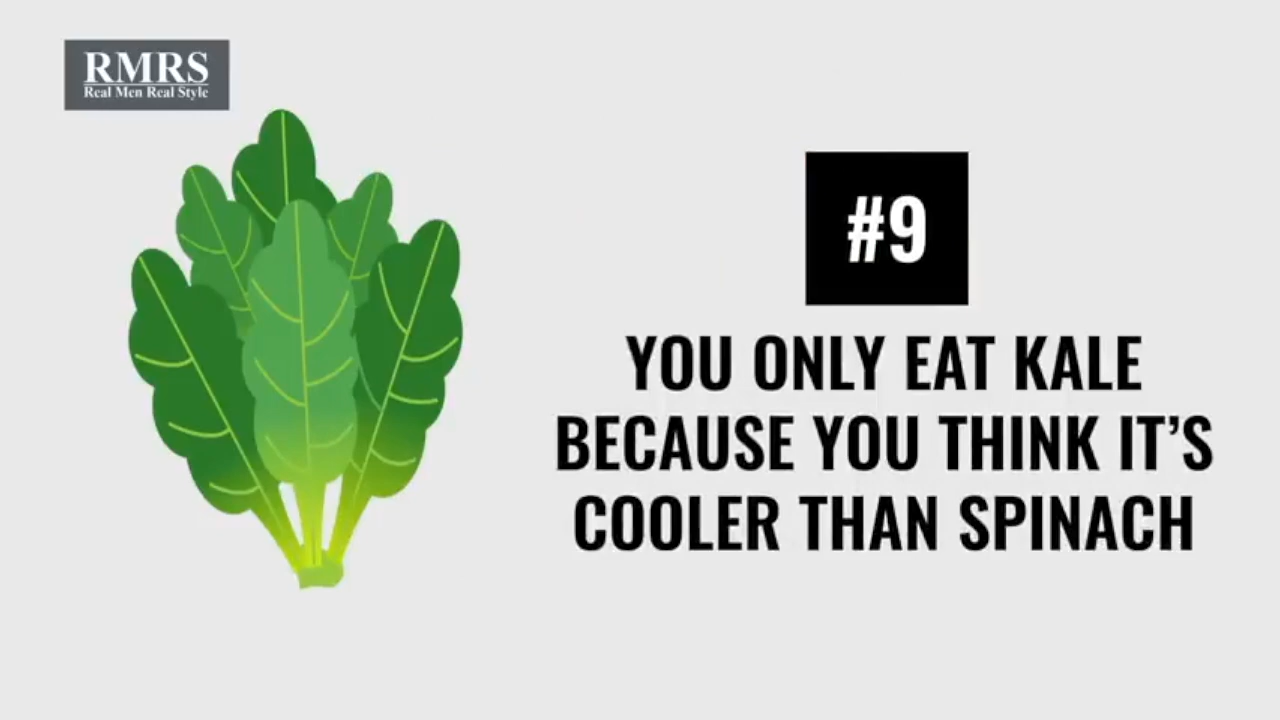 RMRS
Real Men Real Style
#9
YOU ONLY EAT KALE
BECAUSE YOU THINK IT’S
COOLER THAN SPINACH